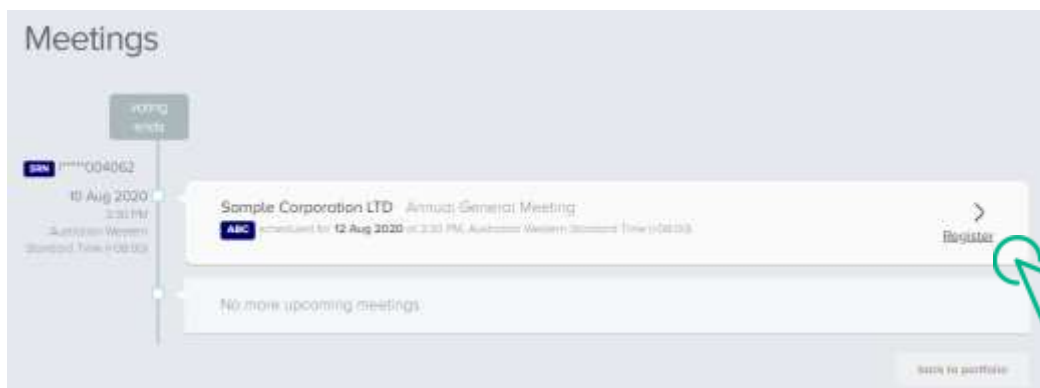 Meetings
voting
ends
SRN I*****004062
10 Aug 2020
2:30 PM
Australian Western
Standard Time (+08:00)
Sample Corporation LTD Annual General Meeting
ABC scheduled for 12 Aug 2020 at 2:30 PM, Australian Western Standard Time (+08:00)
Register
No more upcoming meetings
back to portfolio